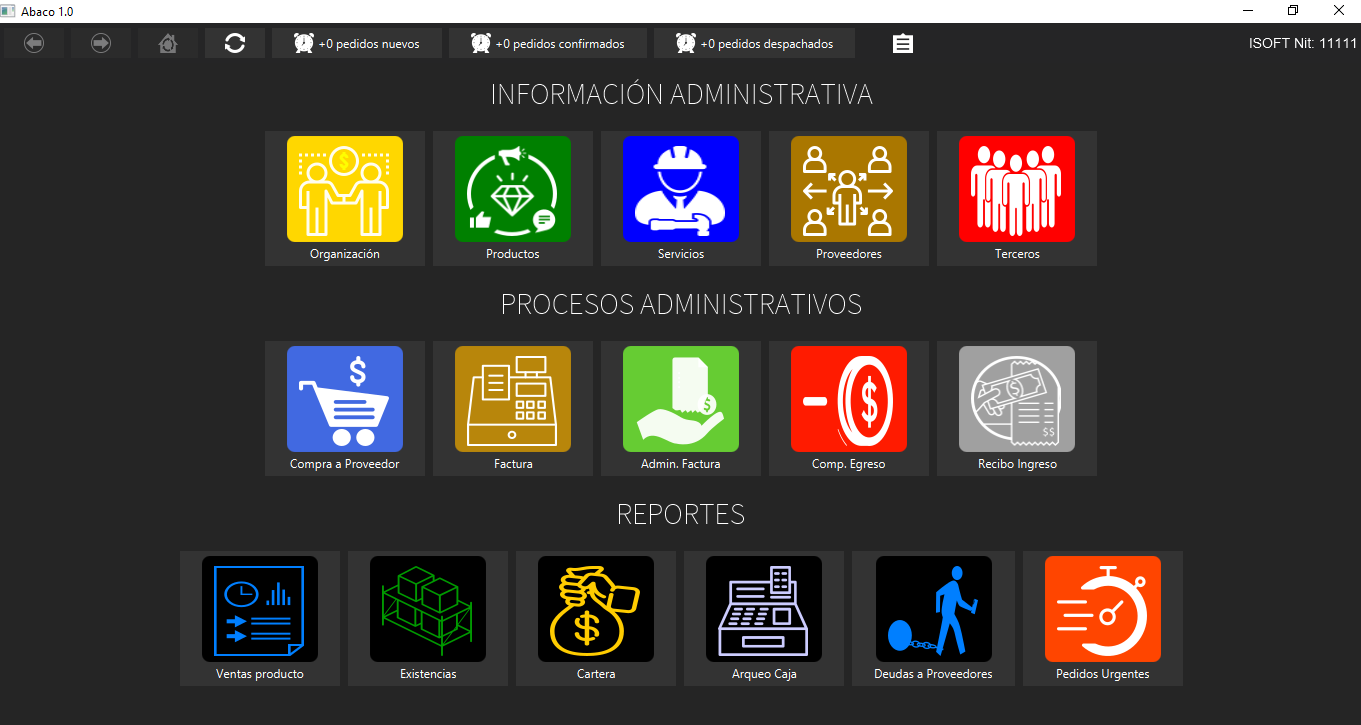 Abaco 1.0
+0 pedidos nuevos
+0 pedidos confirmados
+0 pedidos despachados
ISOFT Nit: 11111
INFORMACIÓN ADMINISTRATIVA
Organización
Productos
Servicios
Proveedores
Terceros
PROCESOS ADMINISTRATIVOS
Compra a Proveedor
Factura
Admin. Factura
Comp. Egreso
Recibo Ingreso
REPORTES
Ventas producto
Existencias
Cartera
Arqueo Caja
Deudas a Proveedores
Pedidos Urgentes